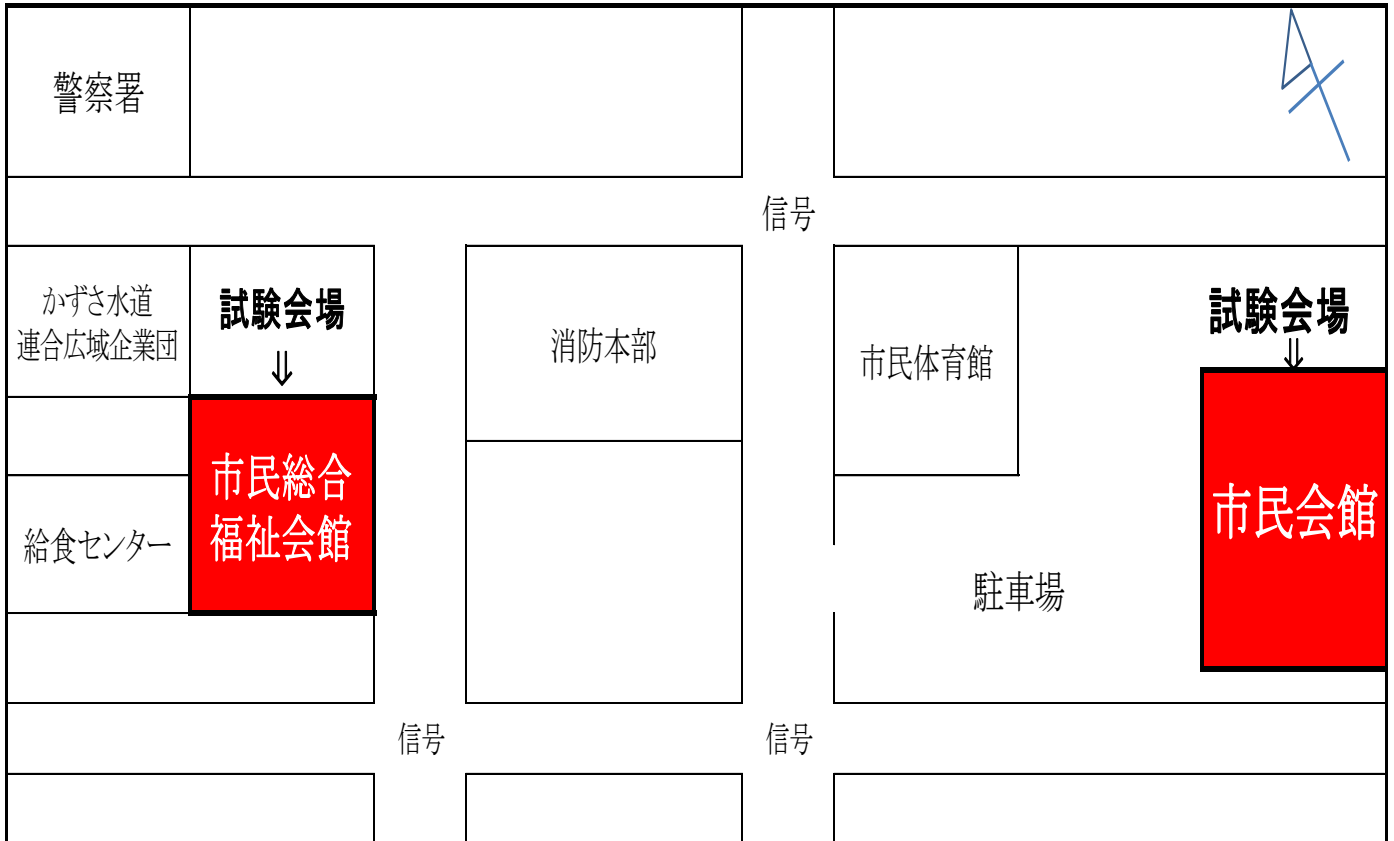 警察署
信号
かずさ水道
連合広域企業団
試験会場
⇓
消防本部
市民体育館
試験会場
⇓
市民総合
福祉会館
給食センター
市民会館
駐車場
信号
信号